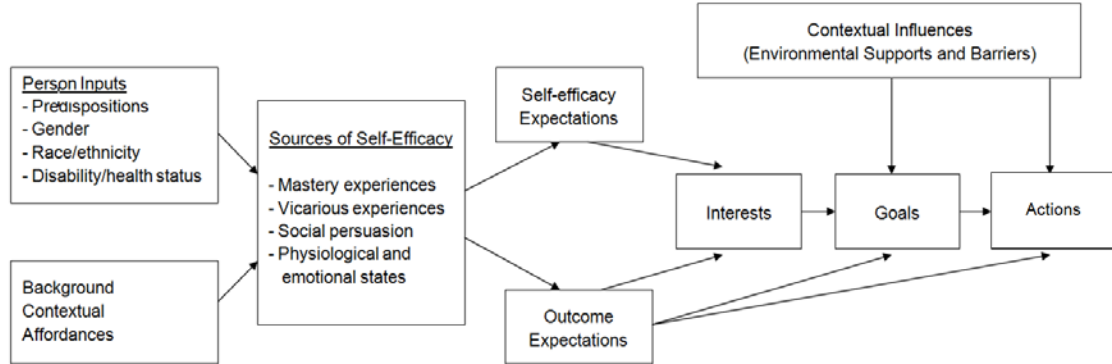 Contextual Influences
(Environmental Supports and Barriers)
Person Inputs
- Predispositions
- Gender
- Race/ethnicity
- Disability/health status
Sources of Self-Efficacy
- Mastery experiences
- Vicarious experiences
- Social persuasion
- Physiological and
emotional states
Self-efficacy
Expectations
Interests
Goals
Actions
Background
Contextual
Affordances
Outcome
Expectations